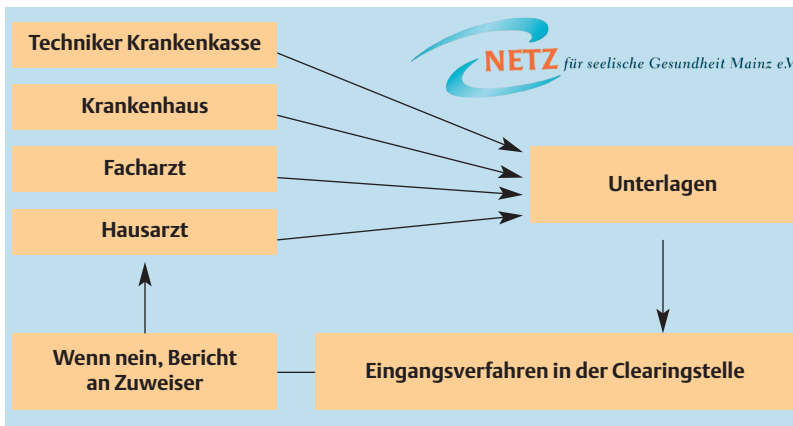 Techniker Krankenkasse
NETZ für seelische Gesundheit Mainz e.V
Krankenhaus
Facharzt
Unterlagen
Hausarzt
Wenn nein, Bericht
an Zuweiser
Eingangsverfahren in der Clearingstelle